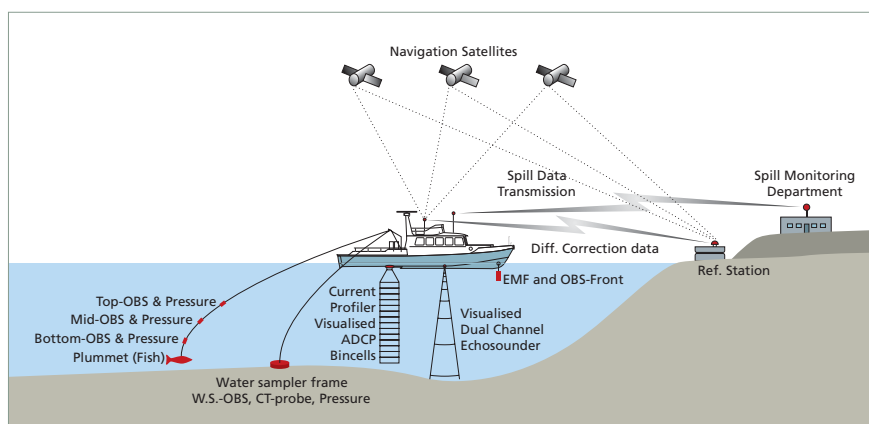 Navigation Satellites
Spill Data
Transmission
Spill Monitoring
Department
Diff. Correction data
Ref. Station
EMF and OBS-Front
Top-OBS & Pressure
Mid-OBS & Pressure
Bottom-OBS & Pressure
Plummet (Fish)
Current
Profiler
Visualised
ADCP
Bincells
Visualised
Dual Channel
Echosounder
Water sampler frame
W.S.-OBS, CT-probe, Pressure